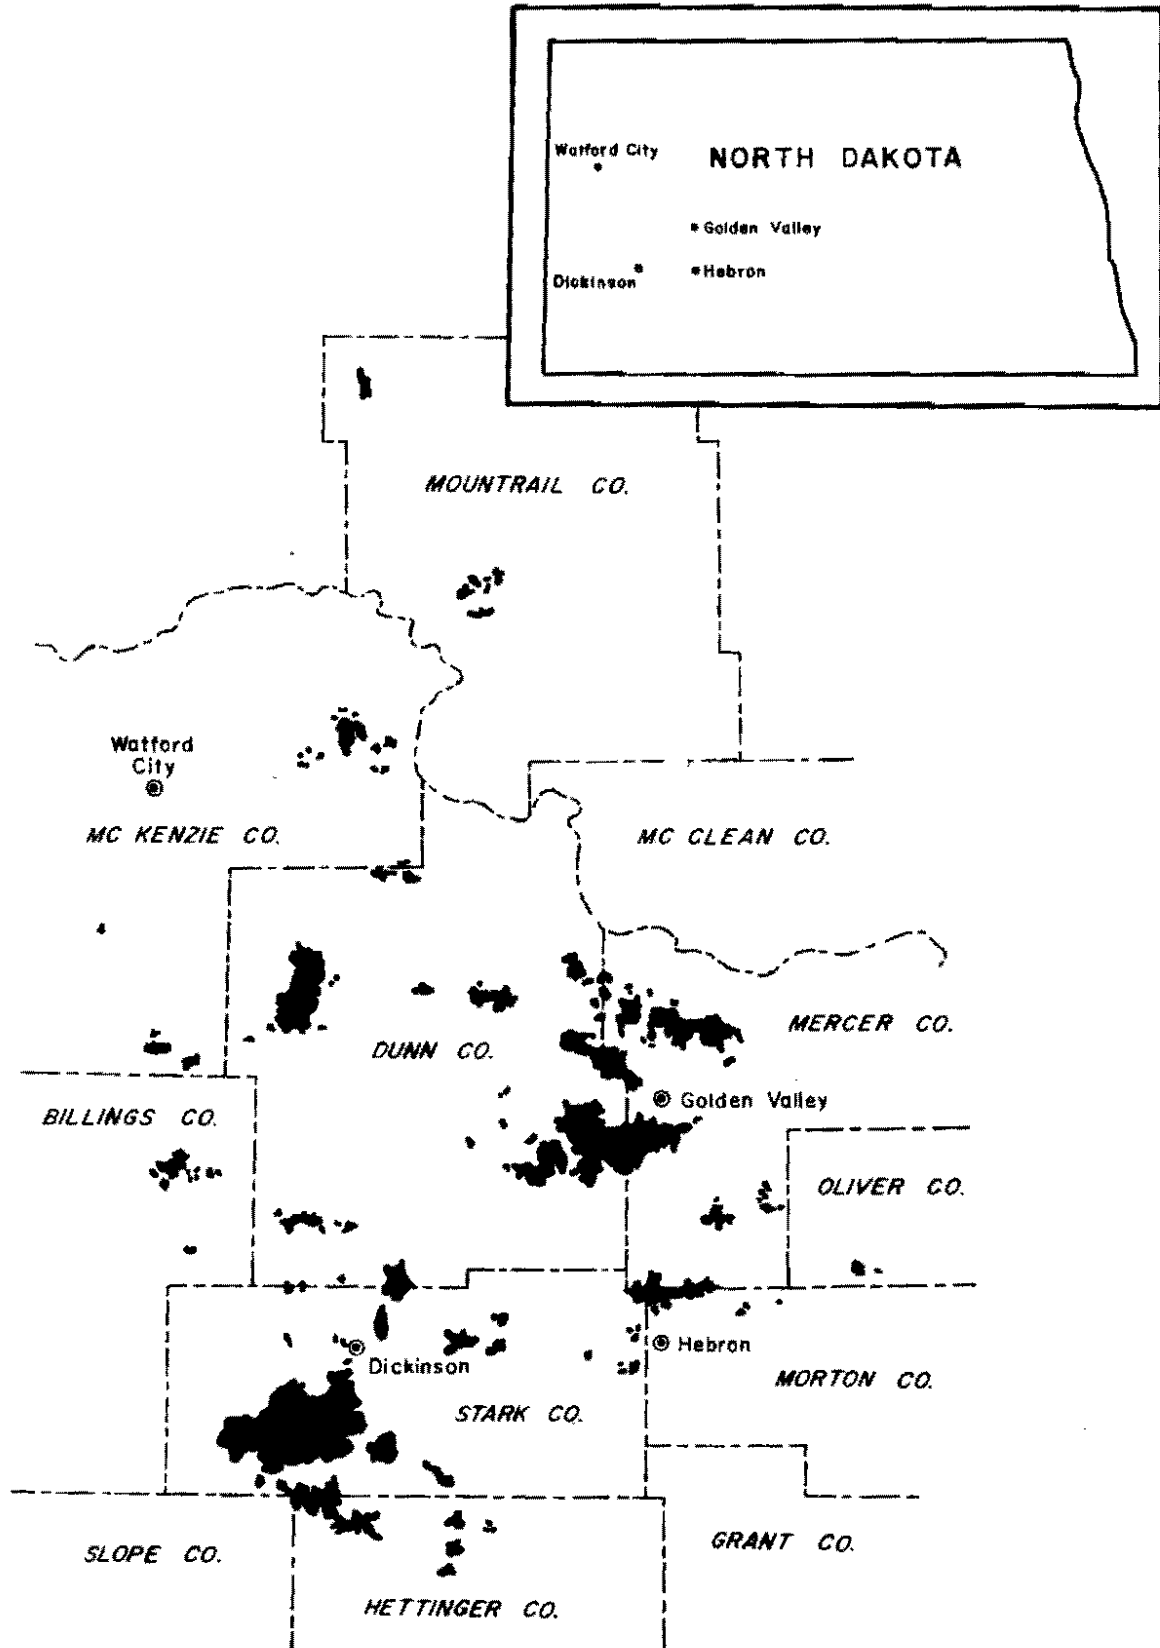 Watford City
NORTH DAKOTA
Golden Valley
Dickinson
Hebron
MOUNTRAIL CO.
Watford
City
MC KENZIE CO.
MC CLEAN CO.
MERCER CO.
DUNN CO.
Golden Valley
BILLINGS CO.
OLIVER CO.
Hebron
Dickinson
MORTON CO.
STARK CO.
GRANT CO.
SLOPE CO.
HETTINGER CO.